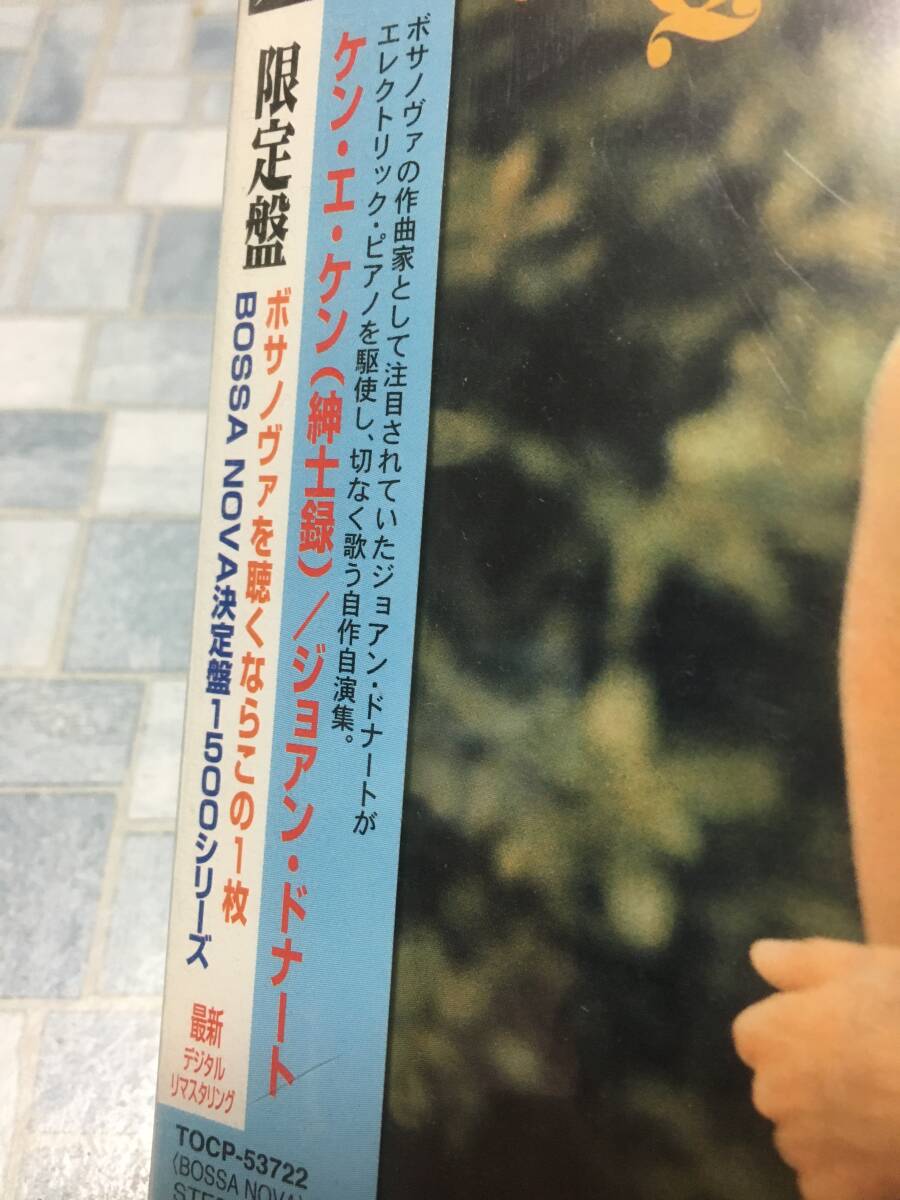 ボサノヴァの作曲家として注目されていたジョアン・ドナートが
エレクトリック・ピアノを駆使し、切なく歌う自作自演集。
ケン・エ・ケン(紳士録)/ジョアン・ドナート
限定盤
ボサノヴァを聴くならこの1枚
BOSSA NOVA決定盤1500シリーズ
最新
デジタル
リマスタリング
TOCP-53722
〈BOSSA NOVA〉